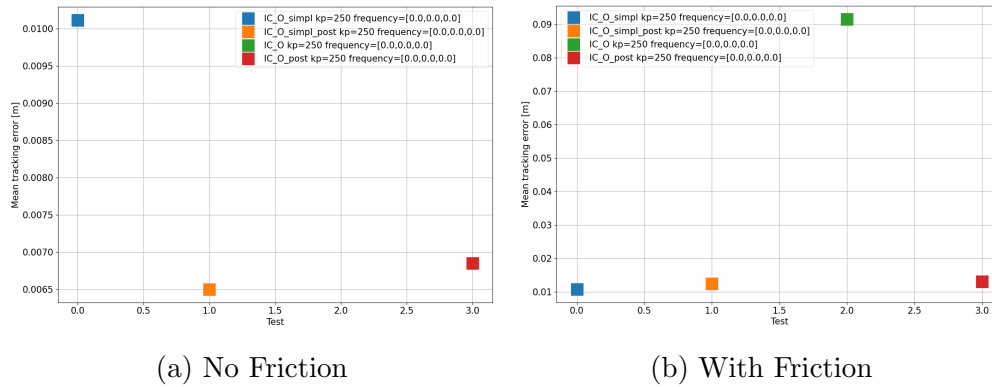 IC_O_simpl kp=250 frequency=[0.0,0.0,0.0]
IC_O_simpl_post kp=250 frequency=[0.0,0.0,0.0]
IC_O kp=250 frequency=[0.0,0.0,0.0]
IC_O_post kp=250 frequency=[0.0,0.0,0.0]
0.0100
0.0095
0.0090
0.0085
0.0080
0.0075
0.0070
0.0065
Mean tracking error [m]
0.0 0.5 1.0 1.5 2.0 2.5 3.0
Test
(a) No Friction
IC_O_simpl kp=250 frequency=[0.0,0.0,0.0]
IC_O_simpl_post kp=250 frequency=[0.0,0.0,0.0]
IC_O kp=250 frequency=[0.0,0.0,0.0]
IC_O_post kp=250 frequency=[0.0,0.0,0.0]
0.09
0.08
0.07
0.06
0.05
0.04
0.03
0.02
0.01
Mean tracking error [m]
0.0 0.5 1.0 1.5 2.0 2.5 3.0
Test
(b) With Friction